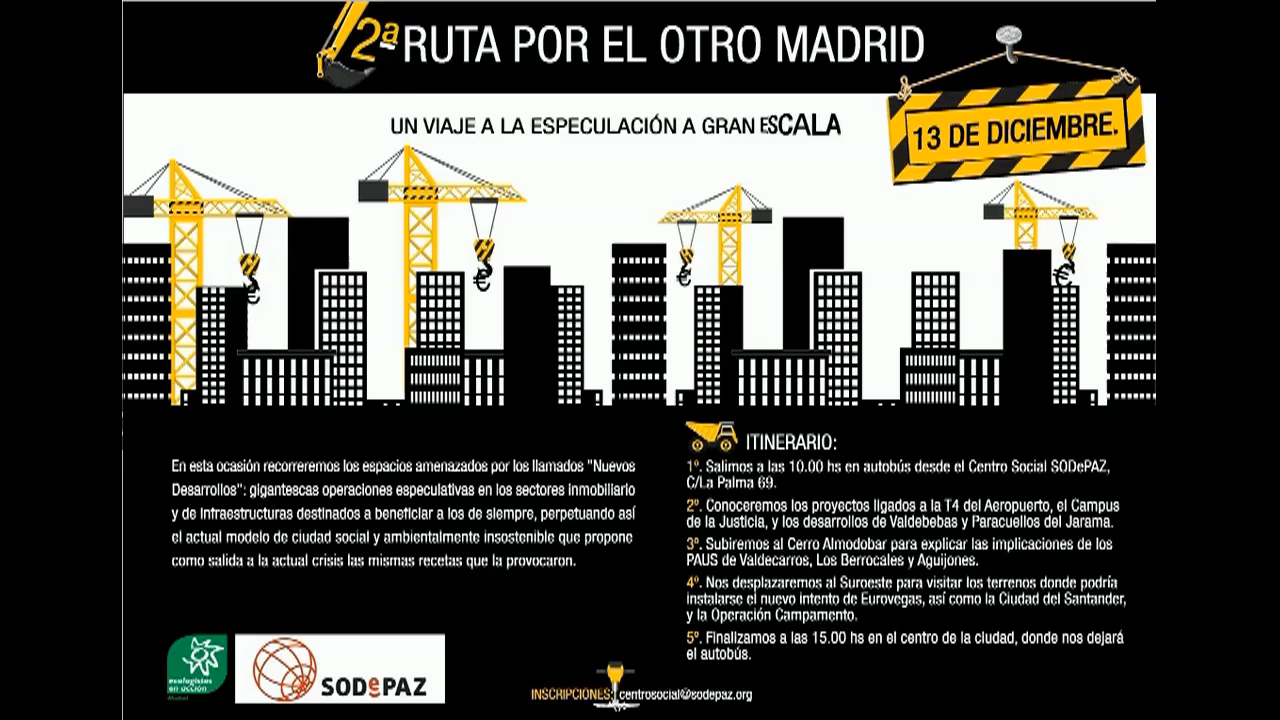 2ª RUTA POR EL OTRO MADRID
UN VIAJE A LA ESPECULACIÓN A GRAN ESCALA
13 DE DICIEMBRE.
En esta ocasión recorreremos los espacios amenazados por los llamados "Nuevos
Desarrollos": gigantescas operaciones especulativas en los sectores inmobiliario
y de infraestructuras destinados a beneficiar a los de siempre, perpetuando así
el actual modelo de ciudad social y ambientalmente insostenible que propone
como salida a la actual crisis las mismas recetas que la provocaron.
ITINERARIO:
1º. Salimos a las 10.00 hs en autobús desde el Centro Social SODePAZ,
C/La Palma 69.
2º. Conoceremos los proyectos ligados a la T4 del Aeropuerto, el Campus
de la Justicia, y los desarrollos de Valdebebas y Paracuellos del Jarama.
3º. Subiremos al Cerro Almodobar para explicar las implicaciones de los
PAUS de Valdecarros, Los Berrocales y Aguijones.
4º. Nos desplazaremos al Suroeste para visitar los terrenos donde podría
instalarse el nuevo intento de Eurovegas, así como la Ciudad del Santander,
y la Operación Campamento.
5º. Finalizamos a las 15.00 hs en el centro de la ciudad, donde nos dejará
el autobús.
ecologistas
en acción
Madrid
SODePAZ
INSCRIPCIONES: centrosocial@sodepaz.org